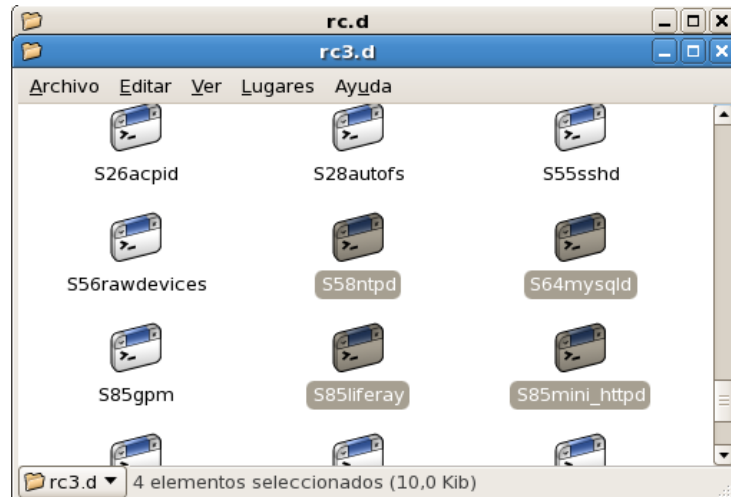 rc.d
rc3.d
Archivo Editar Ver Lugares Ayuda
S26acpid S28autofs S55sshd
S56rawdevices S58ntpd S64mysqld
S85gpm S85liferay S85mini_httpd
rc3.d 4 elementos seleccionados (10,0 Kib)